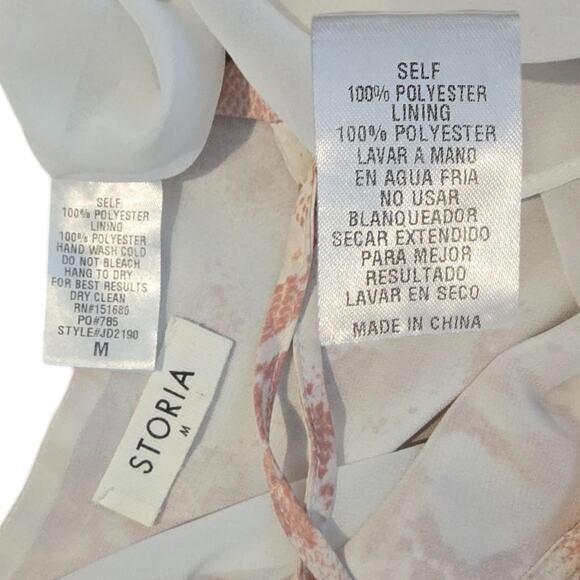 SELF
100% POLYESTER
LINING
100% POLYESTER
HAND WASH COLD
DO NOT BLEACH
HANG TO DRY
FOR BEST RESULTS
DRY CLEAN
RN#151680
PO#785
STYLE#JD2190
M
STORIA
M
SELF
100% POLYESTER
LINING
100% POLYESTER
LAVAR A MANO
EN AGUA FRIA
NO USAR
BLANQUEADOR
SECAR EXTENDIDO
PARA MEJOR
RESULTADO
LAVAR EN SECO
MADE IN CHINA